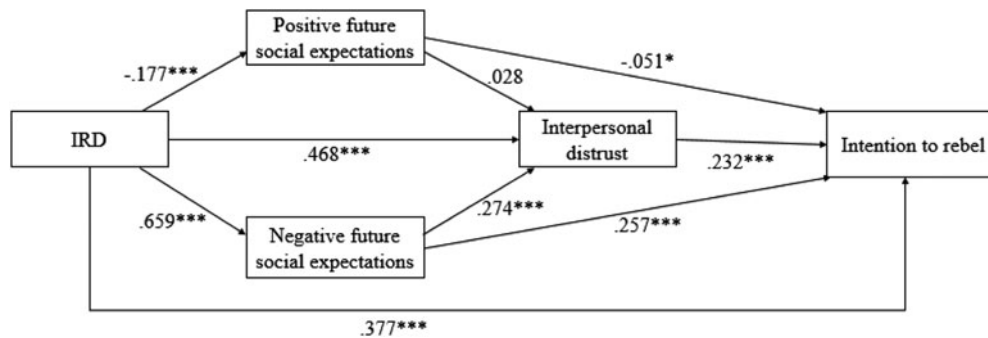 Positive future
social expectations
-.177***
-.051*
.028
IRD
.468***
Interpersonal
distrust
.232***
Intention to rebel
.659***
.274***
.257***
Negative future
social expectations
.377***